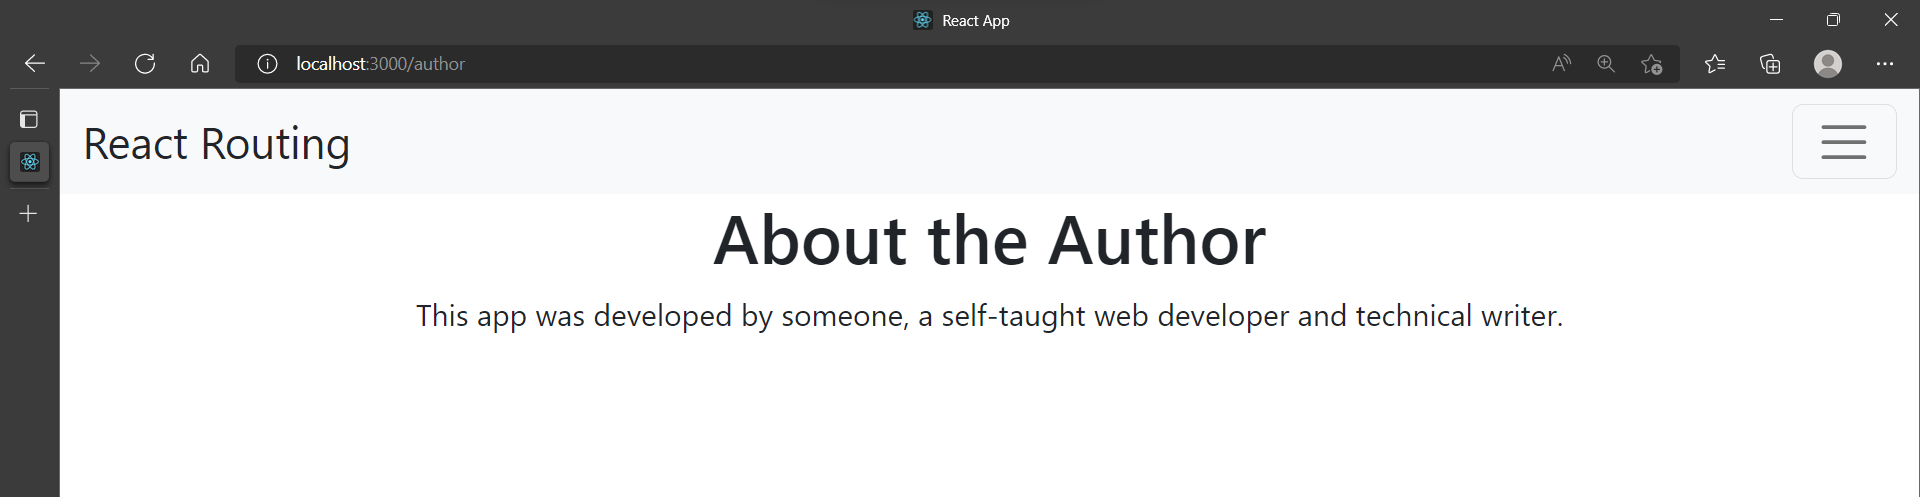 React App
localhost:3000/author
React Routing
About the Author
This app was developed by someone, a self-taught web developer and technical writer.